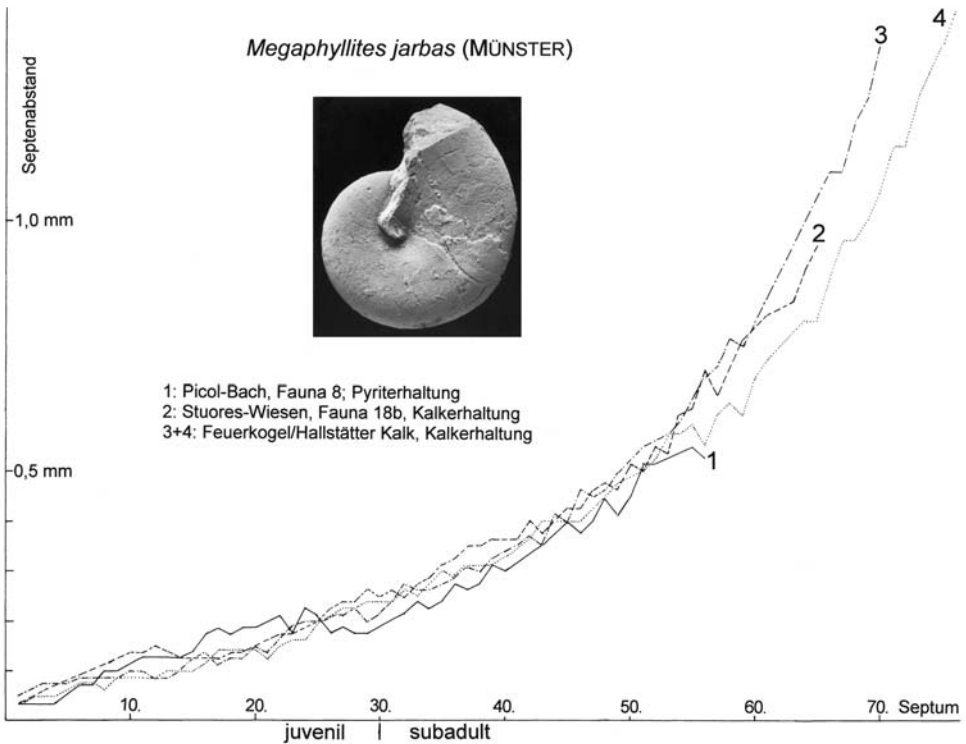 Megaphyllites jarbas (MÜNSTER)
Septenabstand
1,0 mm
0,5 mm
1: Picol-Bach, Fauna 8; Pyriterhaltung
2: Stuores-Wiesen, Fauna 18b, Kalkerhaltung
3+4: Feuerkogel/Hallstätter Kalk, Kalkerhaltung
4
3
2
1
10. 20. 30. 40. 50. 60. 70. Septum
juvenil | subadult